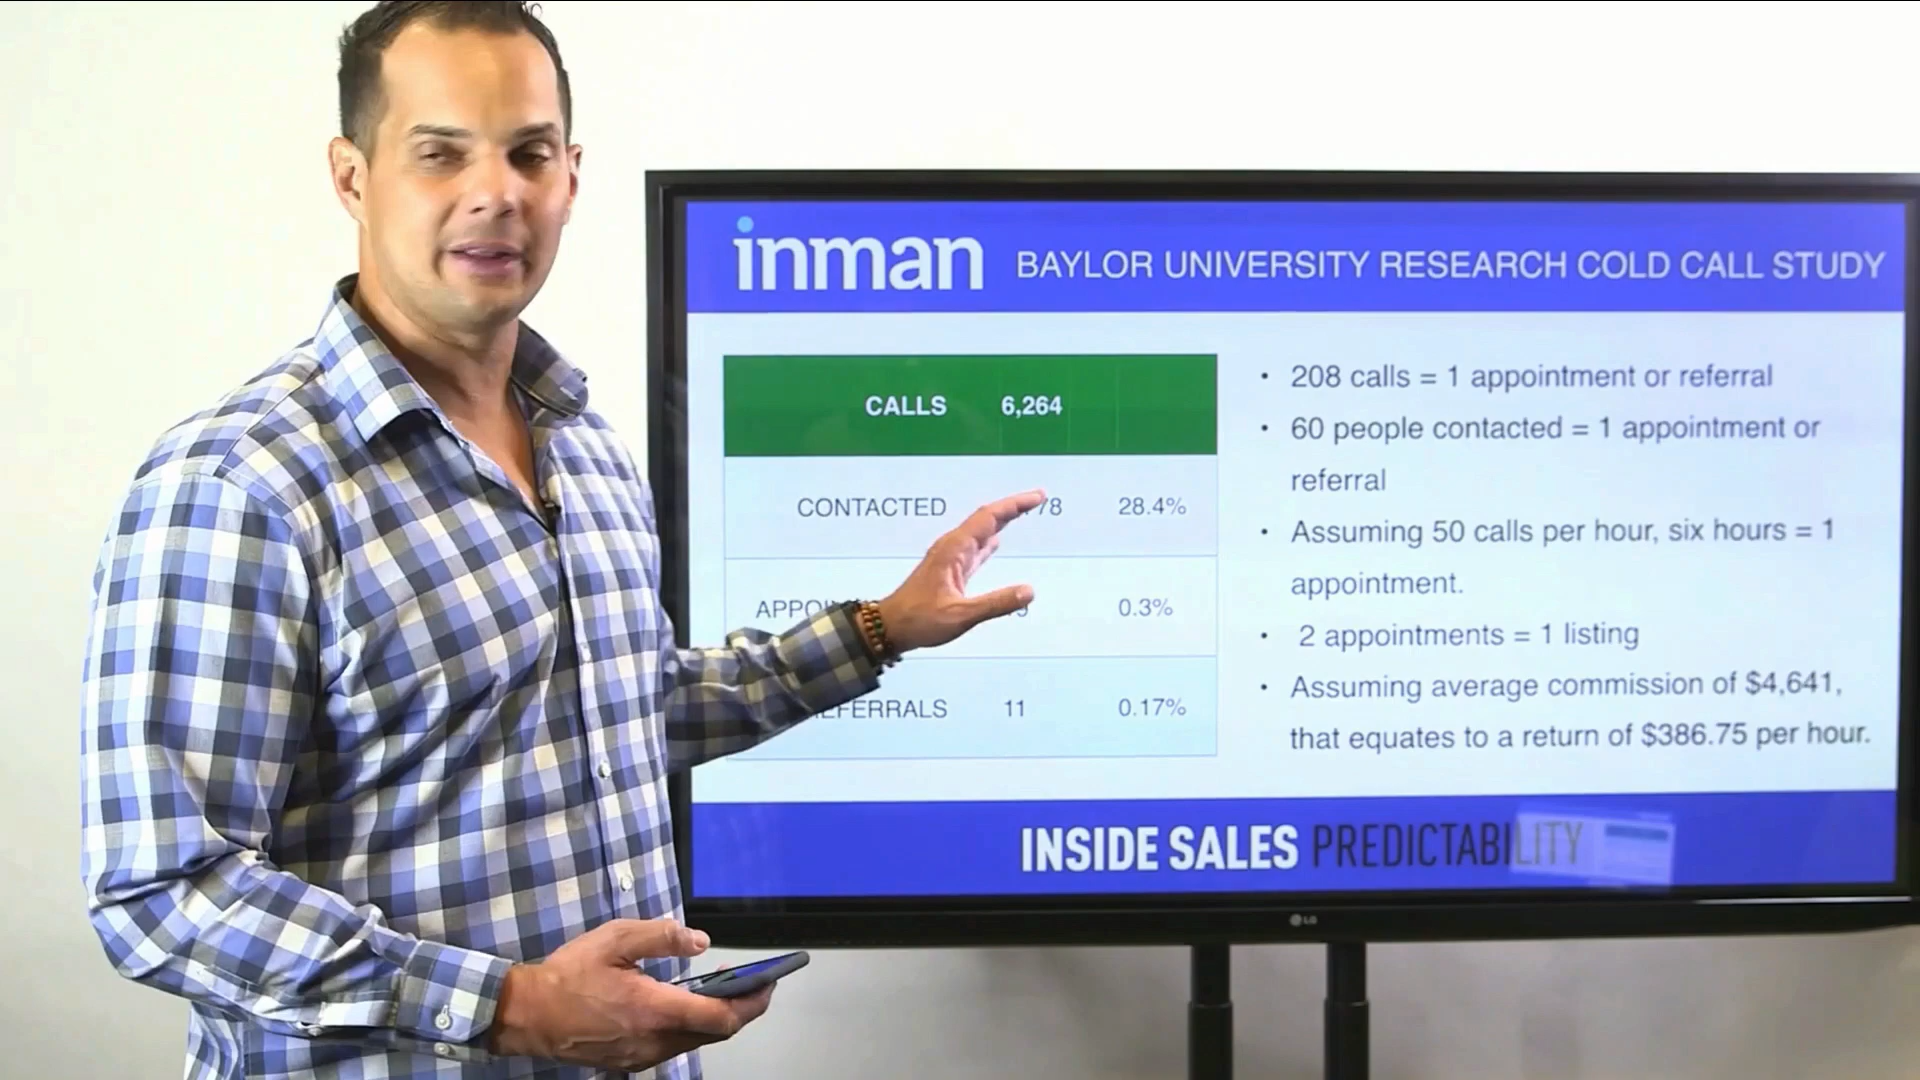 inman BAYLOR UNIVERSITY RESEARCH COLD CALL STUDY
CALLS 6,264
CONTACTED 28.4%
0.3%
11 0.17%
• 208 calls = 1 appointment or referral
• 60 people contacted = 1 appointment or
referral
• Assuming 50 calls per hour, six hours = 1
appointment.
• 2 appointments = 1 listing
• Assuming average commission of $4,641,
that equates to a return of $386.75 per hour.
INSIDE SALES PREDICTABILITY
LG